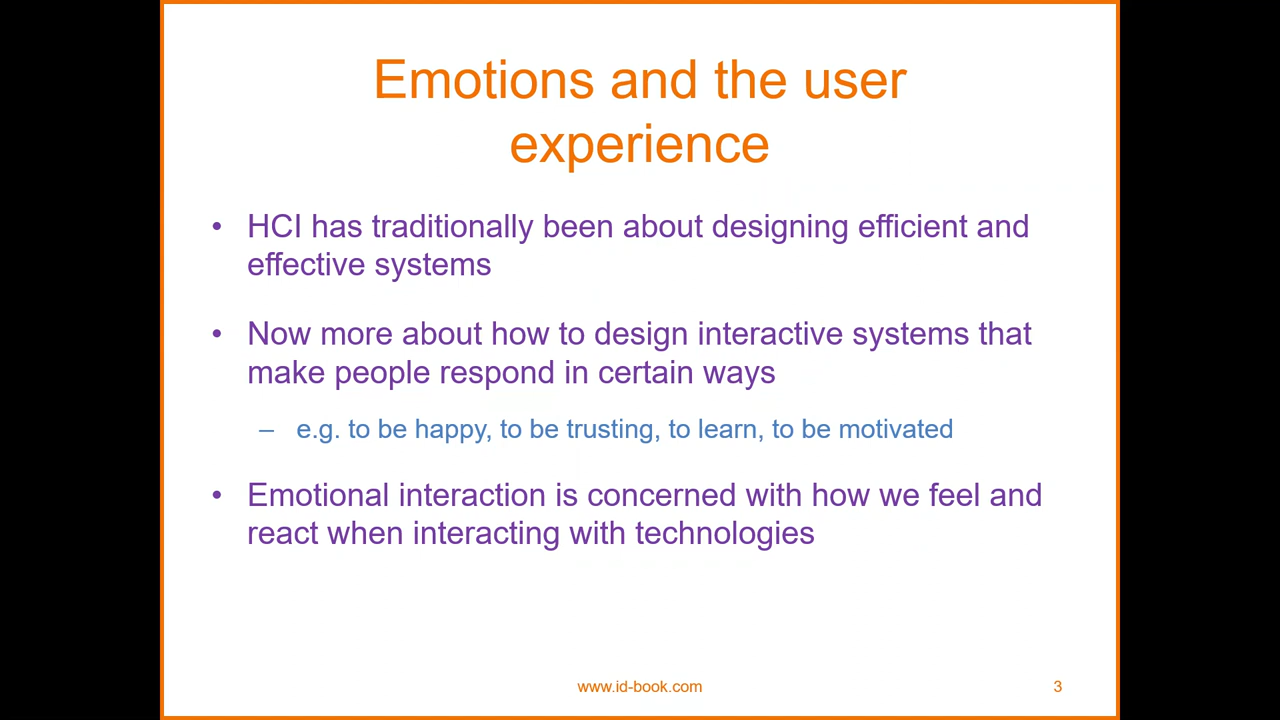 Emotions and the user
experience
• HCI has traditionally been about designing efficient and
effective systems
• Now more about how to design interactive systems that
make people respond in certain ways
– e.g. to be happy, to be trusting, to learn, to be motivated
• Emotional interaction is concerned with how we feel and
react when interacting with technologies
www.id-book.com
3